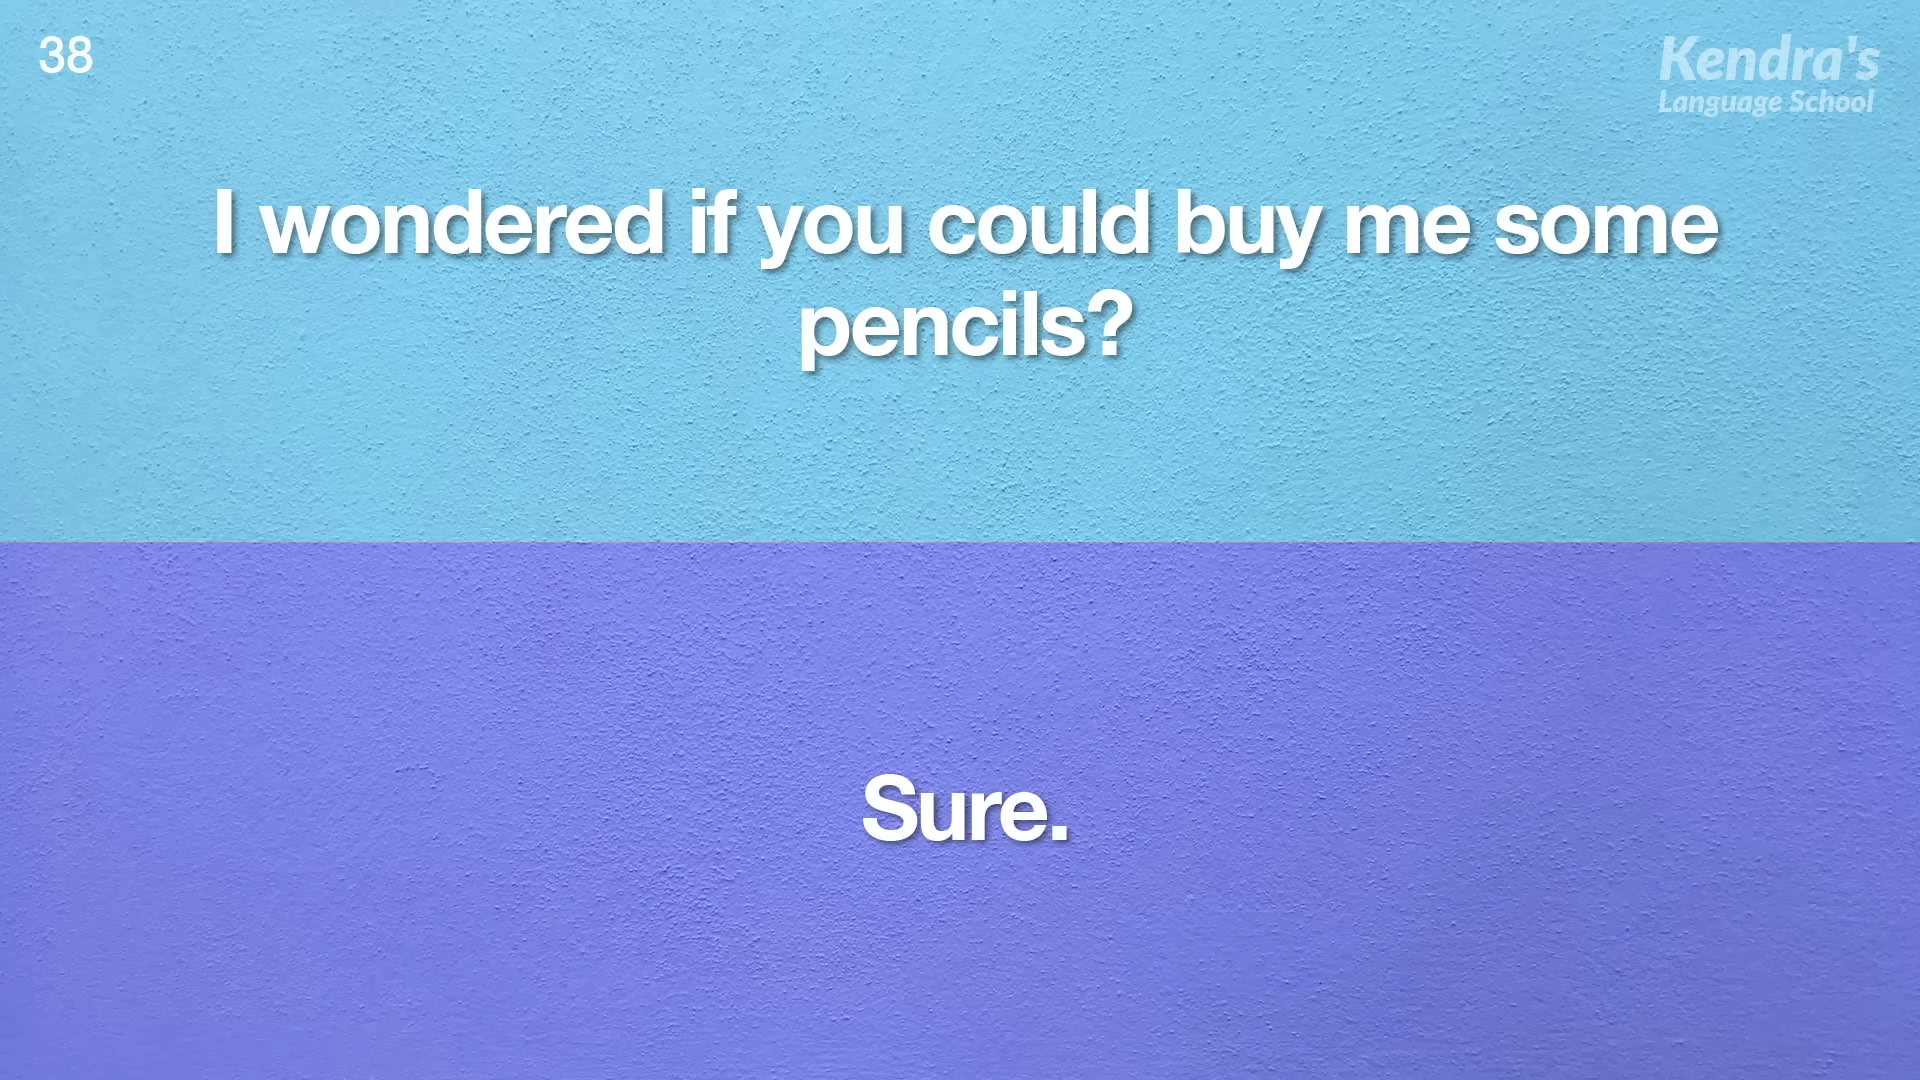 38
Kendra's
Language School
I wondered if you could buy me some
pencils?
Sure.